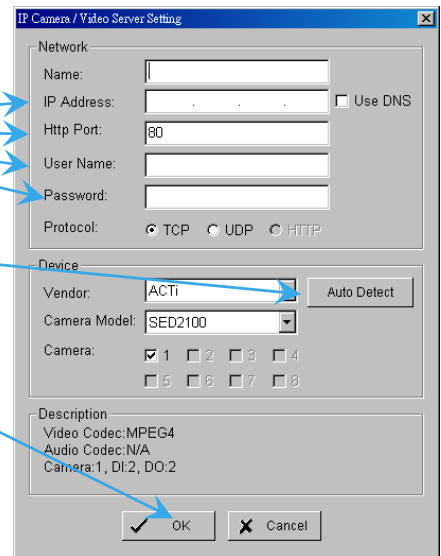 IP Camera / Video Server Setting
Network
Name:
IP Address: . . . Use DNS
Http Port: 80
User Name:
Password:
Protocol: TCP UDP HTTP
Device
Vendor: ACTi Auto Detect
Camera Model: SED2100
Camera: 1 2 3 4
5 6 7 8
Description
Video Codec:MPEG4
Audio Codec:N/A
Camera:1, DI:2, DO:2
OK Cancel